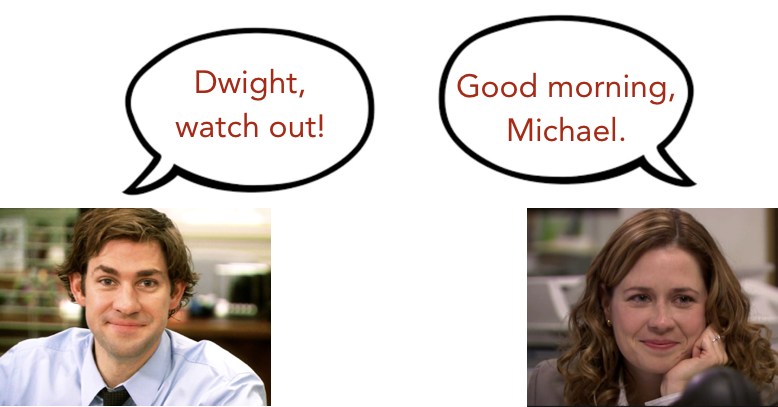 Dwight,
watch out!
Good morning,
Michael.